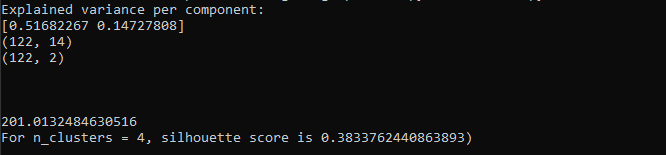 Explained variance per component:
[0.51682267 0.14727808]
(122, 14)
(122, 2)
201.0132484630516
For n_clusters = 4, silhouette score is 0.3833762440863893)